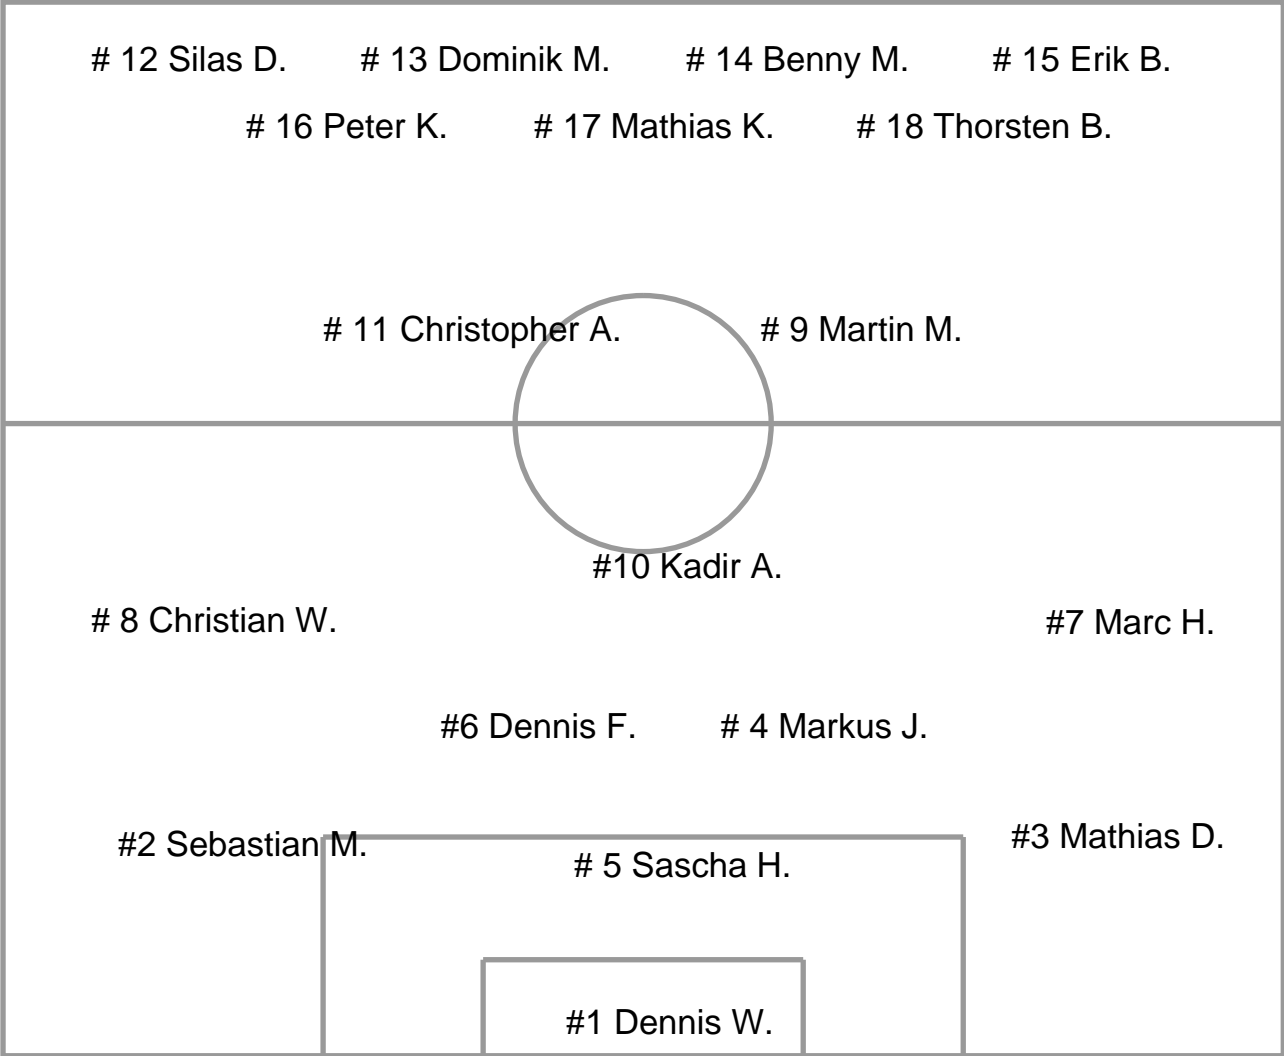 # 12 Silas D. # 13 Dominik M. # 14 Benny M. # 15 Erik B.
# 16 Peter K. # 17 Mathias K. # 18 Thorsten B.
# 11 Christopher A. # 9 Martin M.
#10 Kadir A.
# 8 Christian W. #7 Marc H.
#6 Dennis F. # 4 Markus J.
#2 Sebastian M. #3 Mathias D.
# 5 Sascha H.
#1 Dennis W.